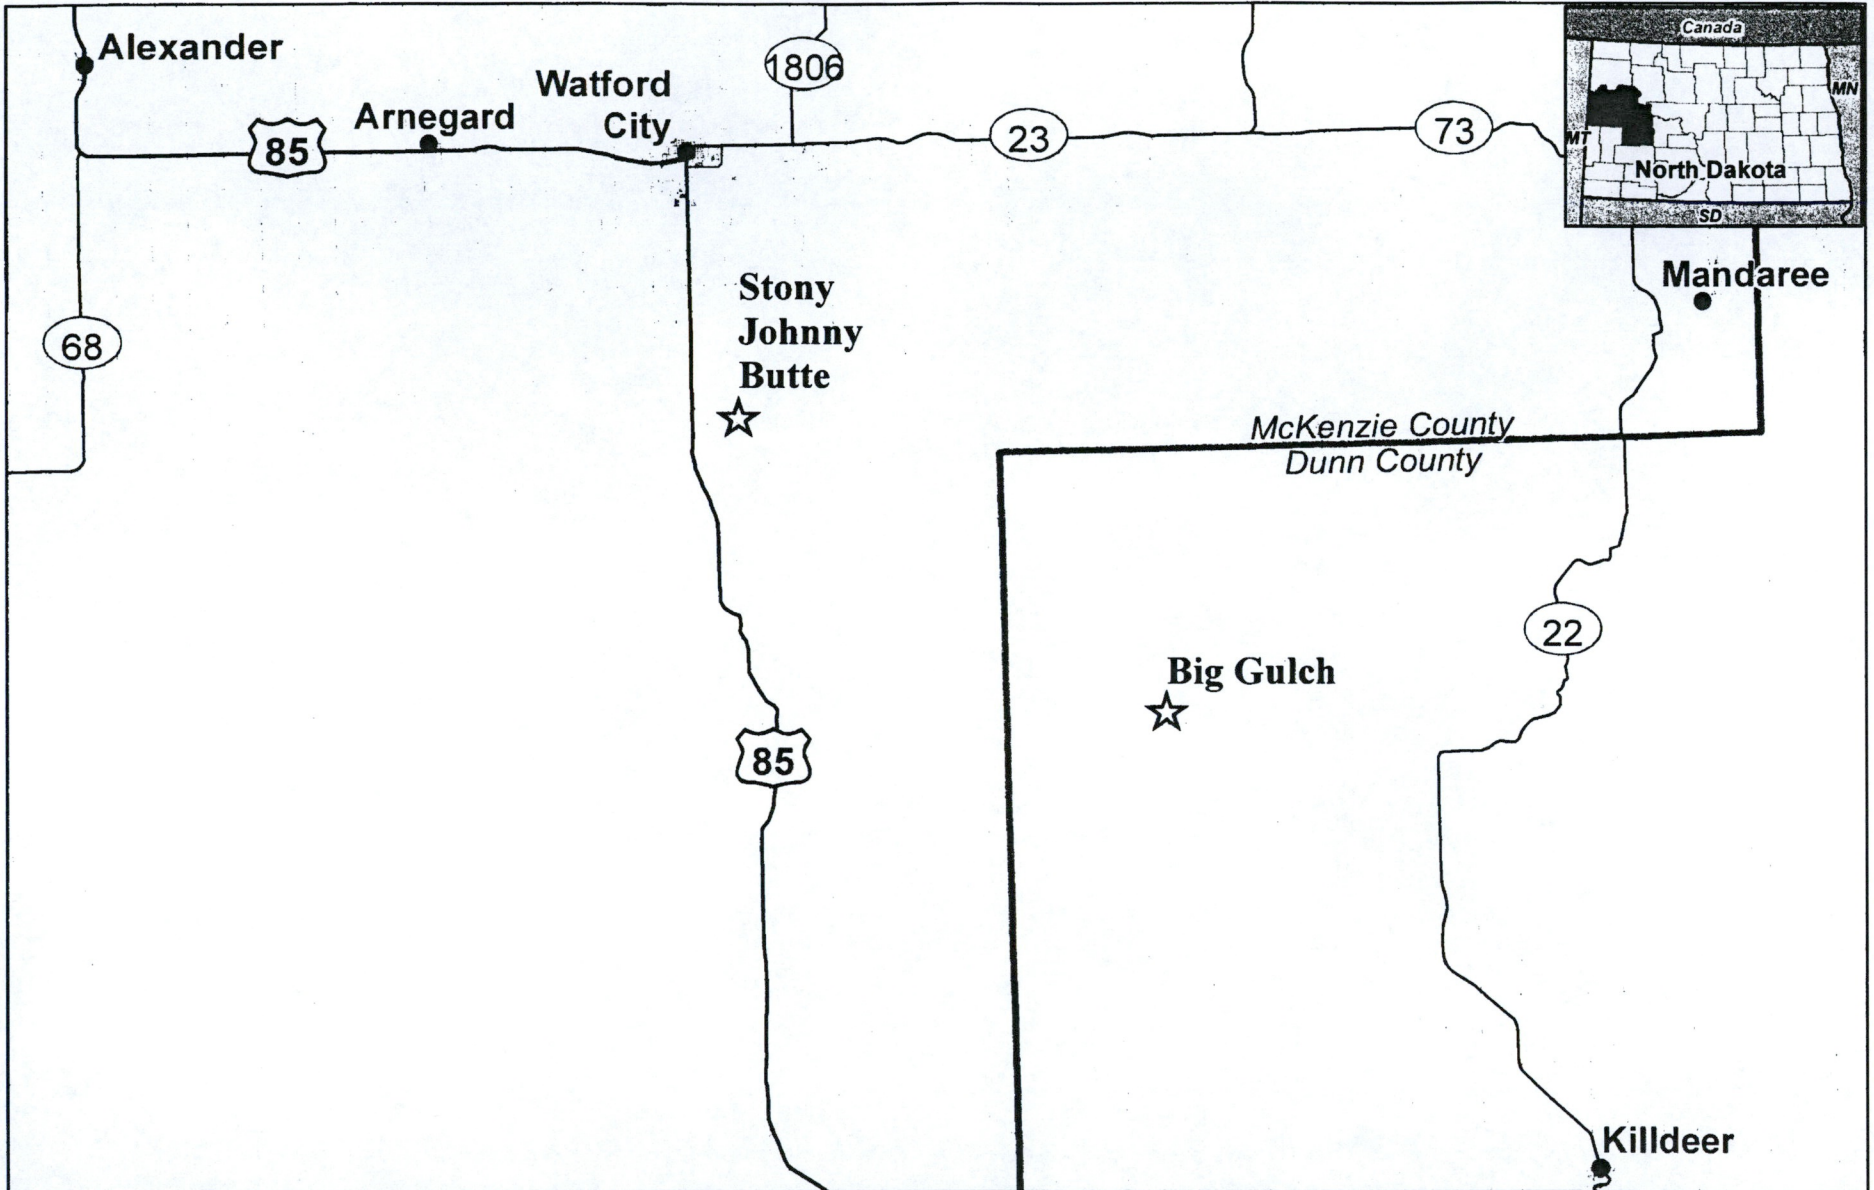 Alexander
Arnegard
Watford
City
85
1806
23
73
Canada
MN
MT
North Dakota
SD
Mandaree
68
Stony
Johnny
Butte
McKenzie County
Dunn County
22
Big Gulch
85
Killdeer